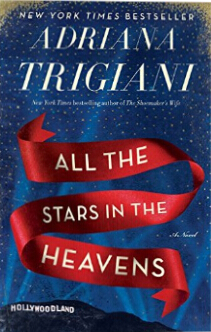 NEW YORK TIMES BESTSELLER
ADRIANA
TRIGIANI
New York Times bestselling author of The Shoemaker's Wife
ALL THE
STARS IN THE
HEAVENS
A Novel
HOLLYWOODLAND